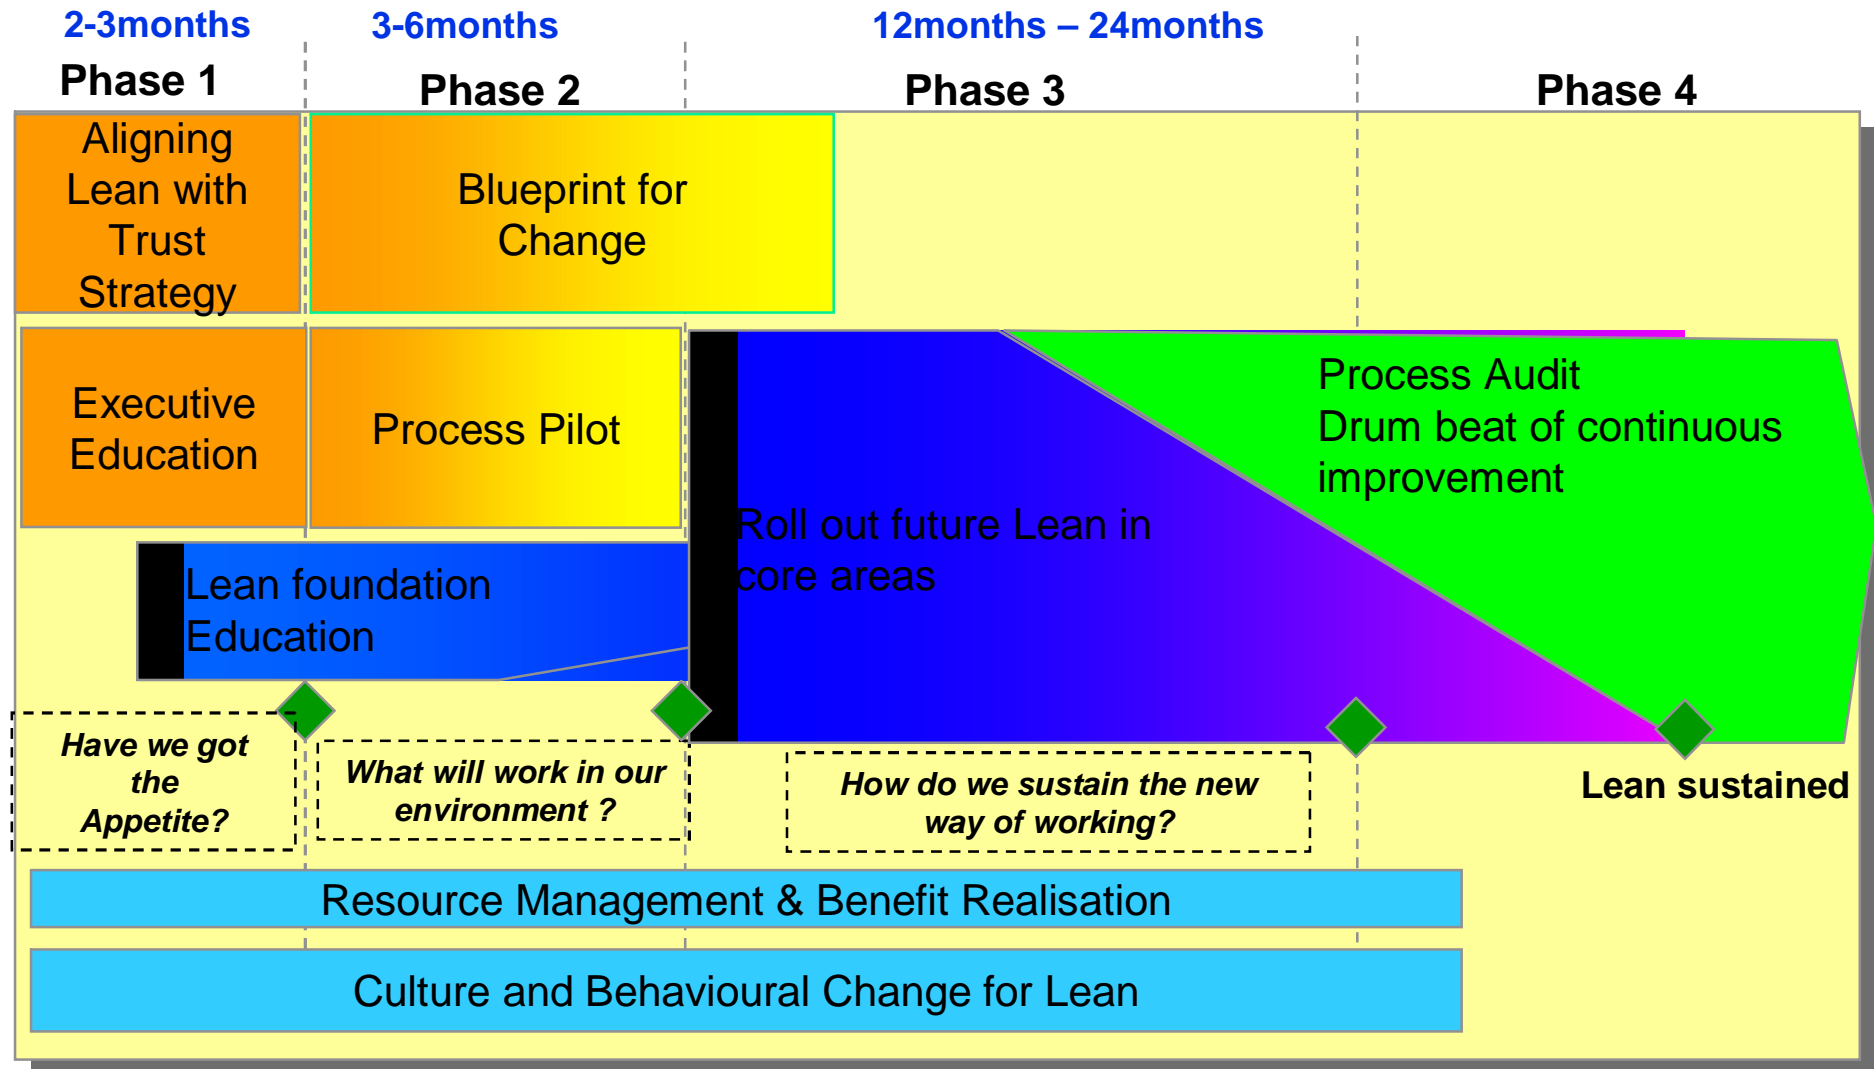 2-3months
3-6months
12months – 24months
Phase 1
Phase 2
Phase 3
Phase 4
Aligning
Lean with
Trust
Strategy
Blueprint for
Change
Executive
Education
Process Pilot
Process Audit
Drum beat of continuous
improvement
Roll out future Lean in
core areas
Lean foundation
Education
Have we got
the
Appetite?
What will work in our
environment ?
How do we sustain the new
way of working?
Lean sustained
Resource Management & Benefit Realisation
Culture and Behavioural Change for Lean